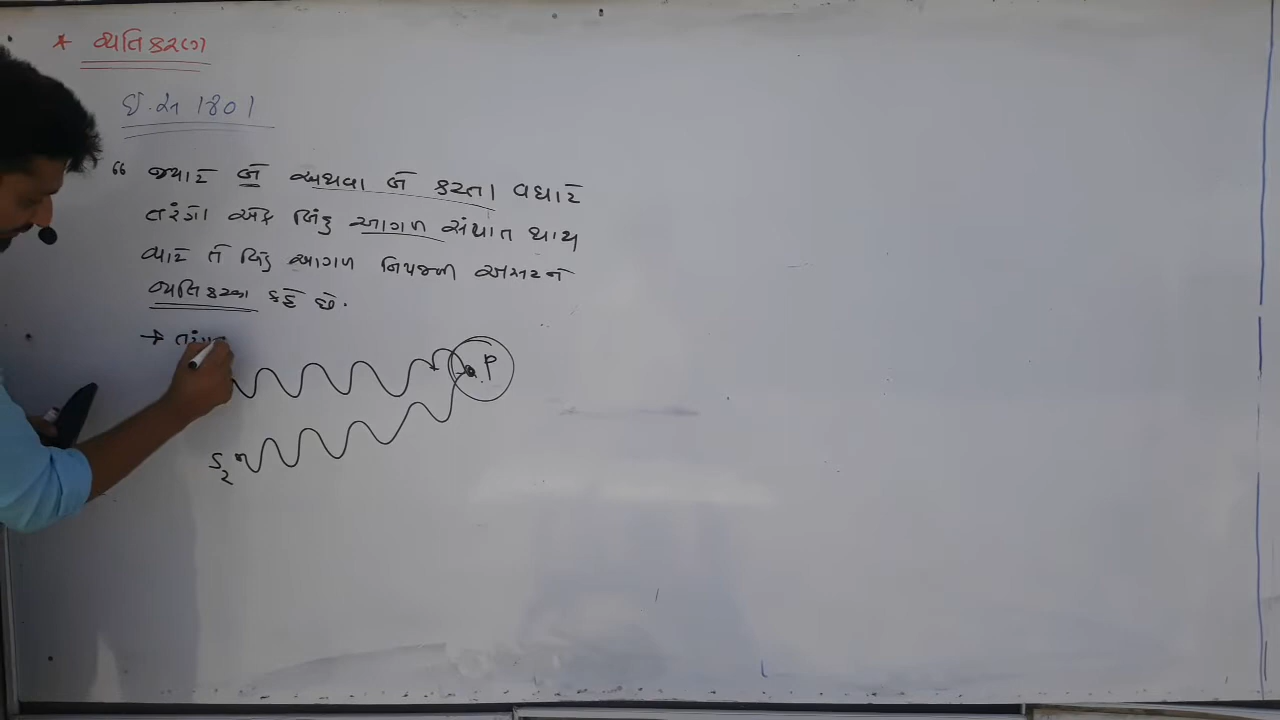 * વ્યતિકરણ
ઈ.સ 1801
“ જ્યારે બે અથવા બે કરતા વધારે
તરંગો એક બિંદુ આગળ સંપાત થાય
ત્યારે તે બિંદુ આગળ નિપજતી અસરને
વ્યતિકરણ કહે છે.
→
P
S2